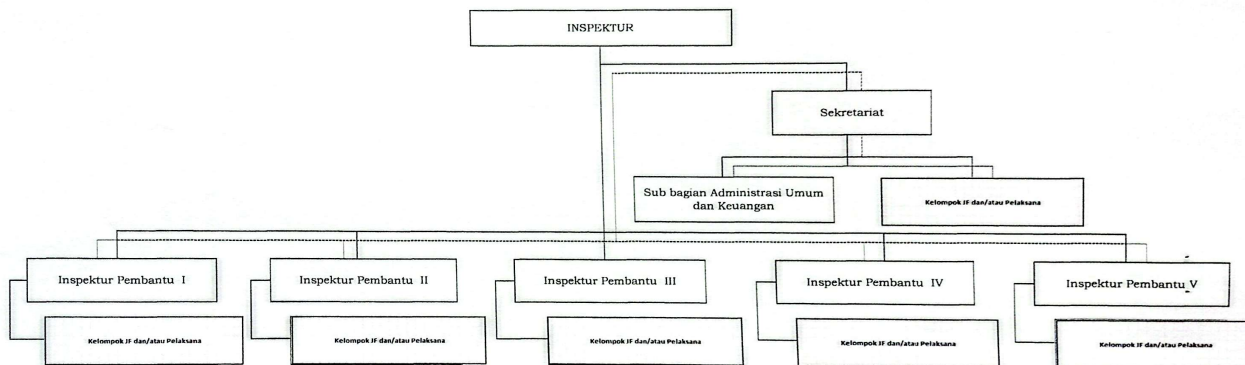 INSPEKTUR
Sekretariat
Sub bagian Administrasi Umum
dan Keuangan
Kelompok JF dan/atau Pelaksana
Inspektur Pembantu I
Inspektur Pembantu II
Inspektur Pembantu III
Inspektur Pembantu IV
Inspektur Pembantu V
Kelompok JF dan/atau Pelaksana
Kelompok JF dan/atau Pelaksana
Kelompok JF dan/atau Pelaksana
Kelompok JF dan/atau Pelaksana
Kelompok JF dan/atau Pelaksana